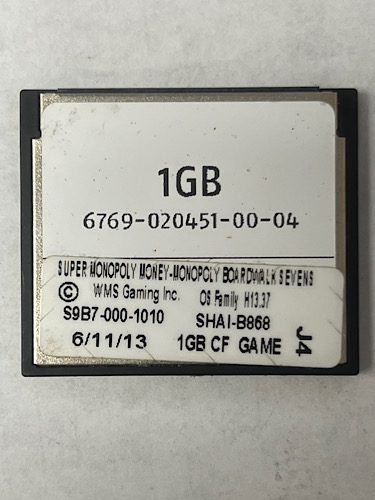 1GB
6769-020451-00-04
SUPER MONOPOLY MONEY-MONOPOLY BOARDWALK SEVENS
© WMS Gaming Inc. OS Family H13.37
S9B7-000-1010 SHAI-B868
6/11/13 1GB CF GAME
J4